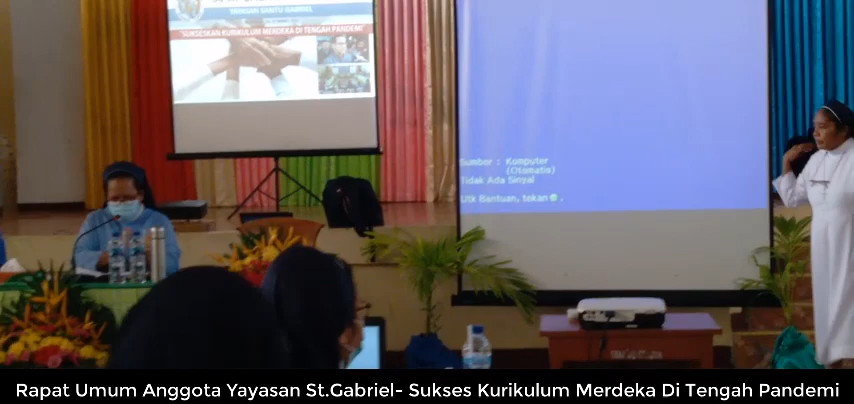 YAYASAN SANTU GABRIEL
"SUKSESKAN KURIKULUM MERDEKA DI TENGAH PANDEMI"
Sumber : Komputer
(Otomatis)
Tidak Ada Sinyal
Utk Bantuan, tekan
Rapat Umum Anggota Yayasan St.Gabriel- Sukses Kurikulum Merdeka Di Tengah Pandemi